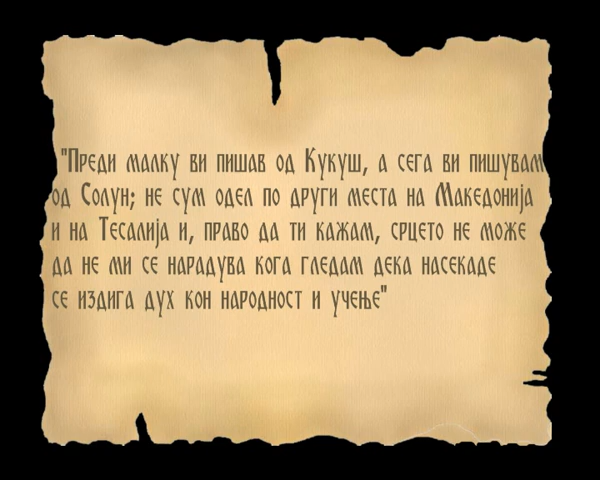 "Преди малку ви пишав од Кукуш, а сега ви пишувам
од Солун; не сум одел по други места на Македонија
и на Тесалија и, право да ти кажам, срцето не може
да не ми се нарадува кога гледам дека насекаде
се издига дух кон народност и учење"